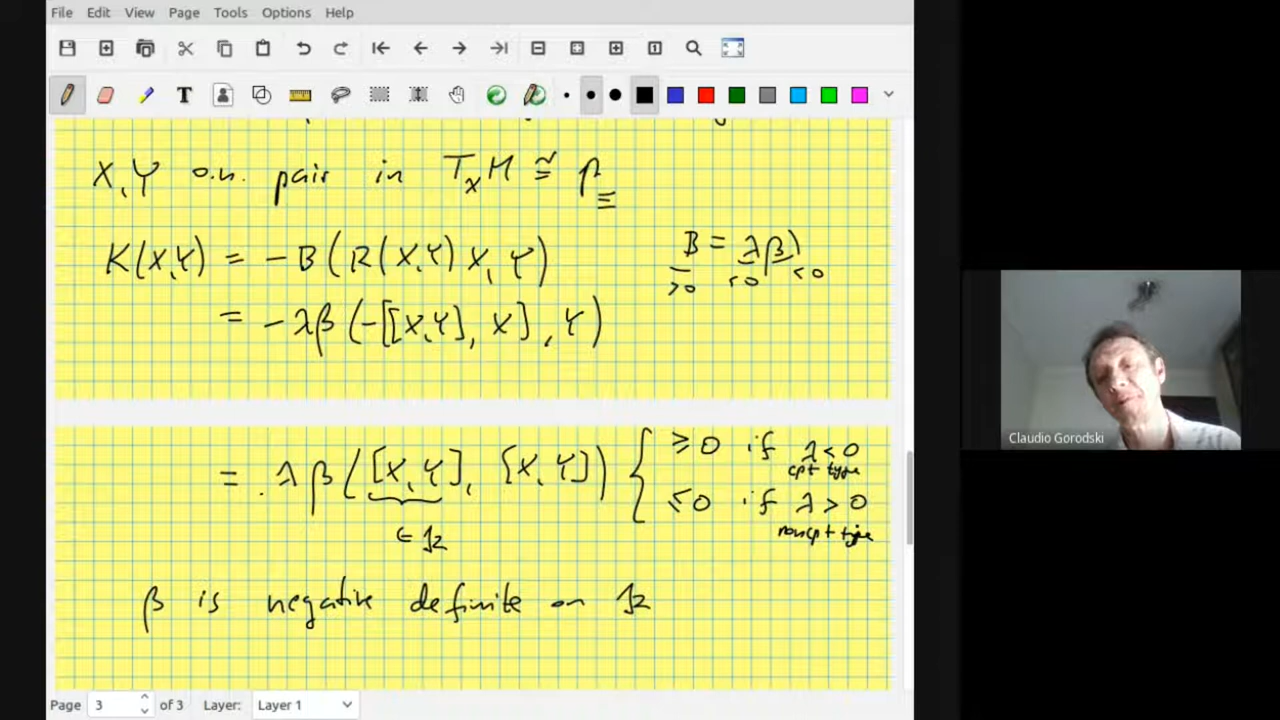 File Edit View Page Tools Options Help
X, Y o.n. pair in TₓM ≅ 𝔭
K(X,Y) = -B(R(X,Y)X, Y)
B = λβ
>0 <0 <0
= -λβ(-[[X,Y], X], Y)
= λβ([X,Y], [X,Y]) { ≥0 if λ<0
cpt type
≤0 if λ>0
noncpt type
∈ 𝔨
β is negative definite on 𝔨
Claudio Gorodski
Page 3 of 3 Layer: Layer 1